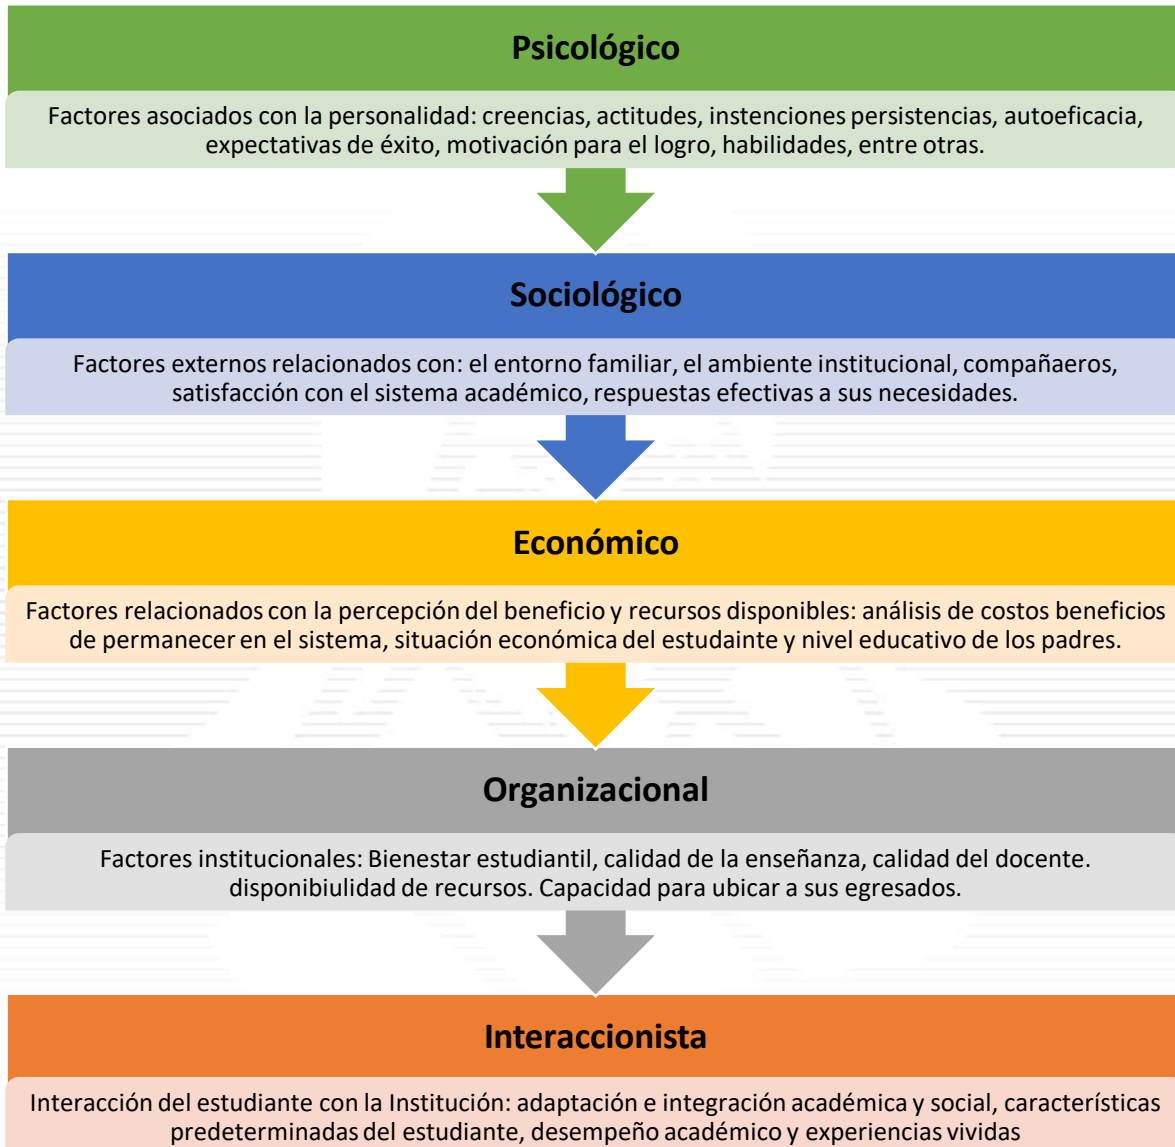 Psicológico
Factores asociados con la personalidad: creencias, actitudes, instenciones persistencias, autoeficacia,
expectativas de éxito, motivación para el logro, habilidades, entre otras.
Sociológico
Factores externos relacionados con: el entorno familiar, el ambiente institucional, compañaeros,
satisfacción con el sistema académico, respuestas efectivas a sus necesidades.
Económico
Factores relacionados con la percepción del beneficio y recursos disponibles: análisis de costos beneficios
de permanecer en el sistema, situación económica del estudainte y nivel educativo de los padres.
Organizacional
Factores institucionales: Bienestar estudiantil, calidad de la enseñanza, calidad del docente.
disponibiulidad de recursos. Capacidad para ubicar a sus egresados.
Interaccionista
Interacción del estudiante con la Institución: adaptación e integración académica y social, características
predeterminadas del estudiante, desempeño académico y experiencias vividas